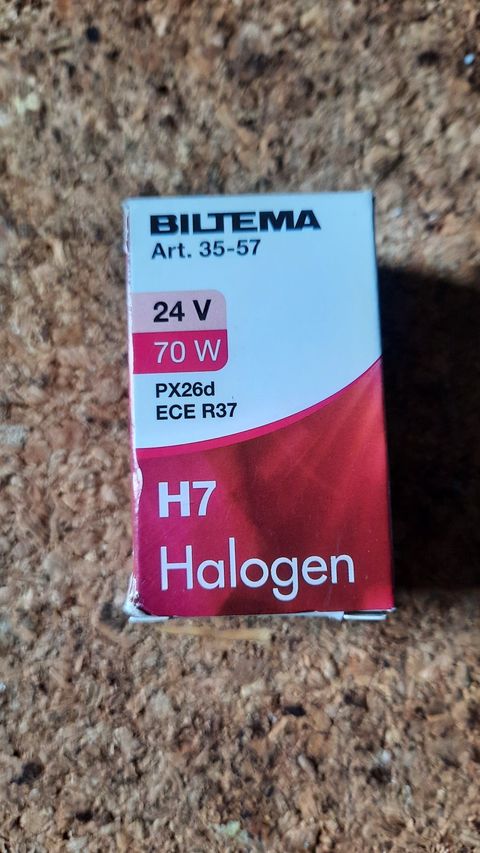 BILTEMA
Art. 35-57
24 V
70 W
PX26d
ECE R37
H7
Halogen